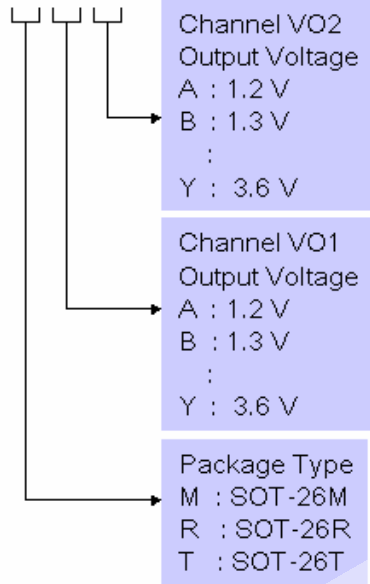 Channel VO2
Output Voltage
A : 1.2 V
B : 1.3 V
:
Y : 3.6 V
Channel VO1
Output Voltage
A : 1.2 V
B : 1.3 V
:
Y : 3.6 V
Package Type
M : SOT-26M
R : SOT-26R
T : SOT-26T